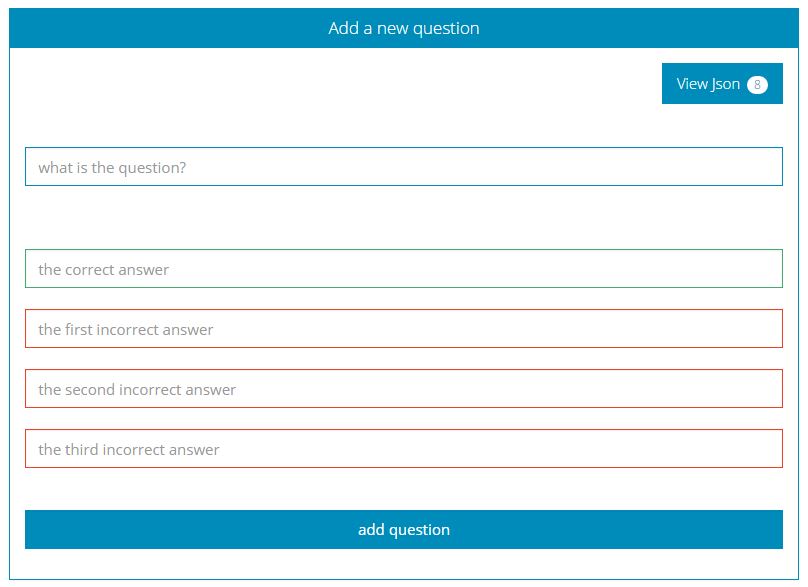 Add a new question
View Json 8
what is the question?
the correct answer
the first incorrect answer
the second incorrect answer
the third incorrect answer
add question